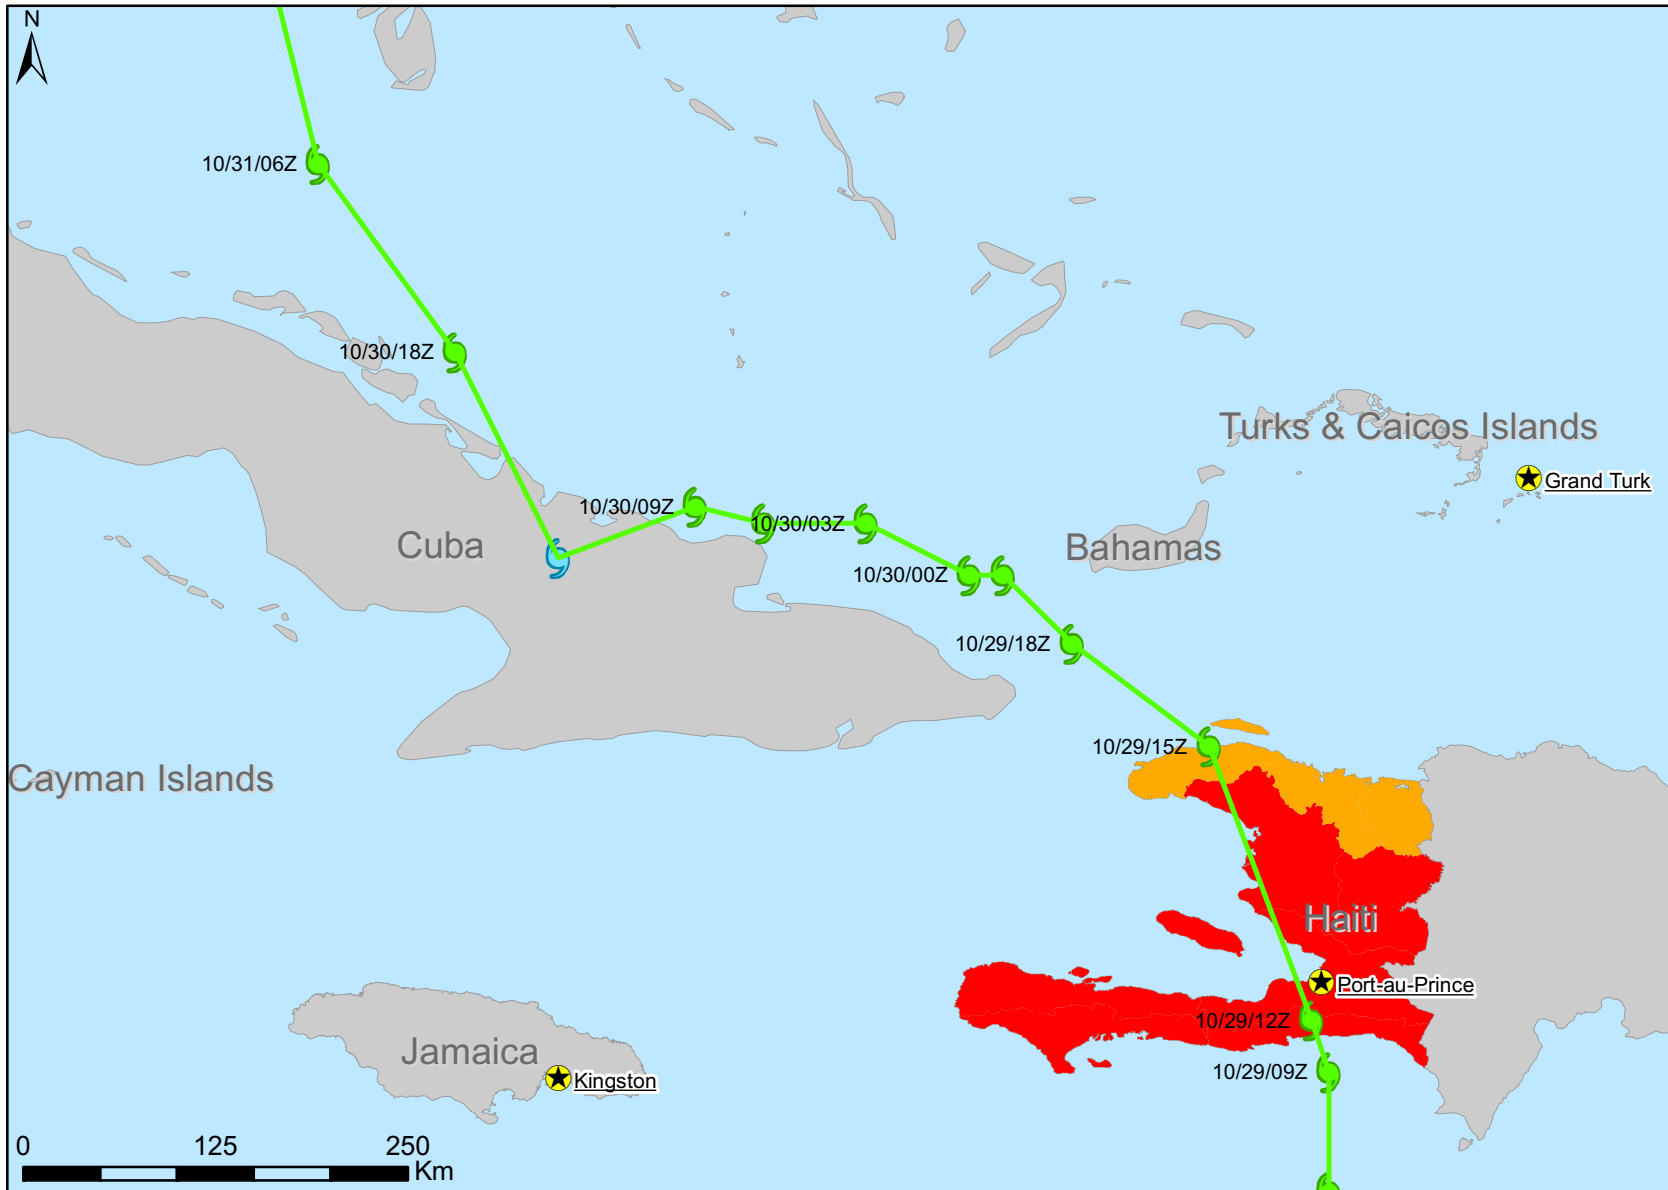 N
10/31/06Z
10/30/18Z
Turks & Caicos Islands
Grand Turk
10/30/09Z
10/30/03Z
Cuba
Bahamas
10/30/00Z
10/29/18Z
10/29/15Z
Cayman Islands
Haiti
Port-au-Prince
10/29/12Z
Jamaica
10/29/09Z
Kingston
0 125 250
Km